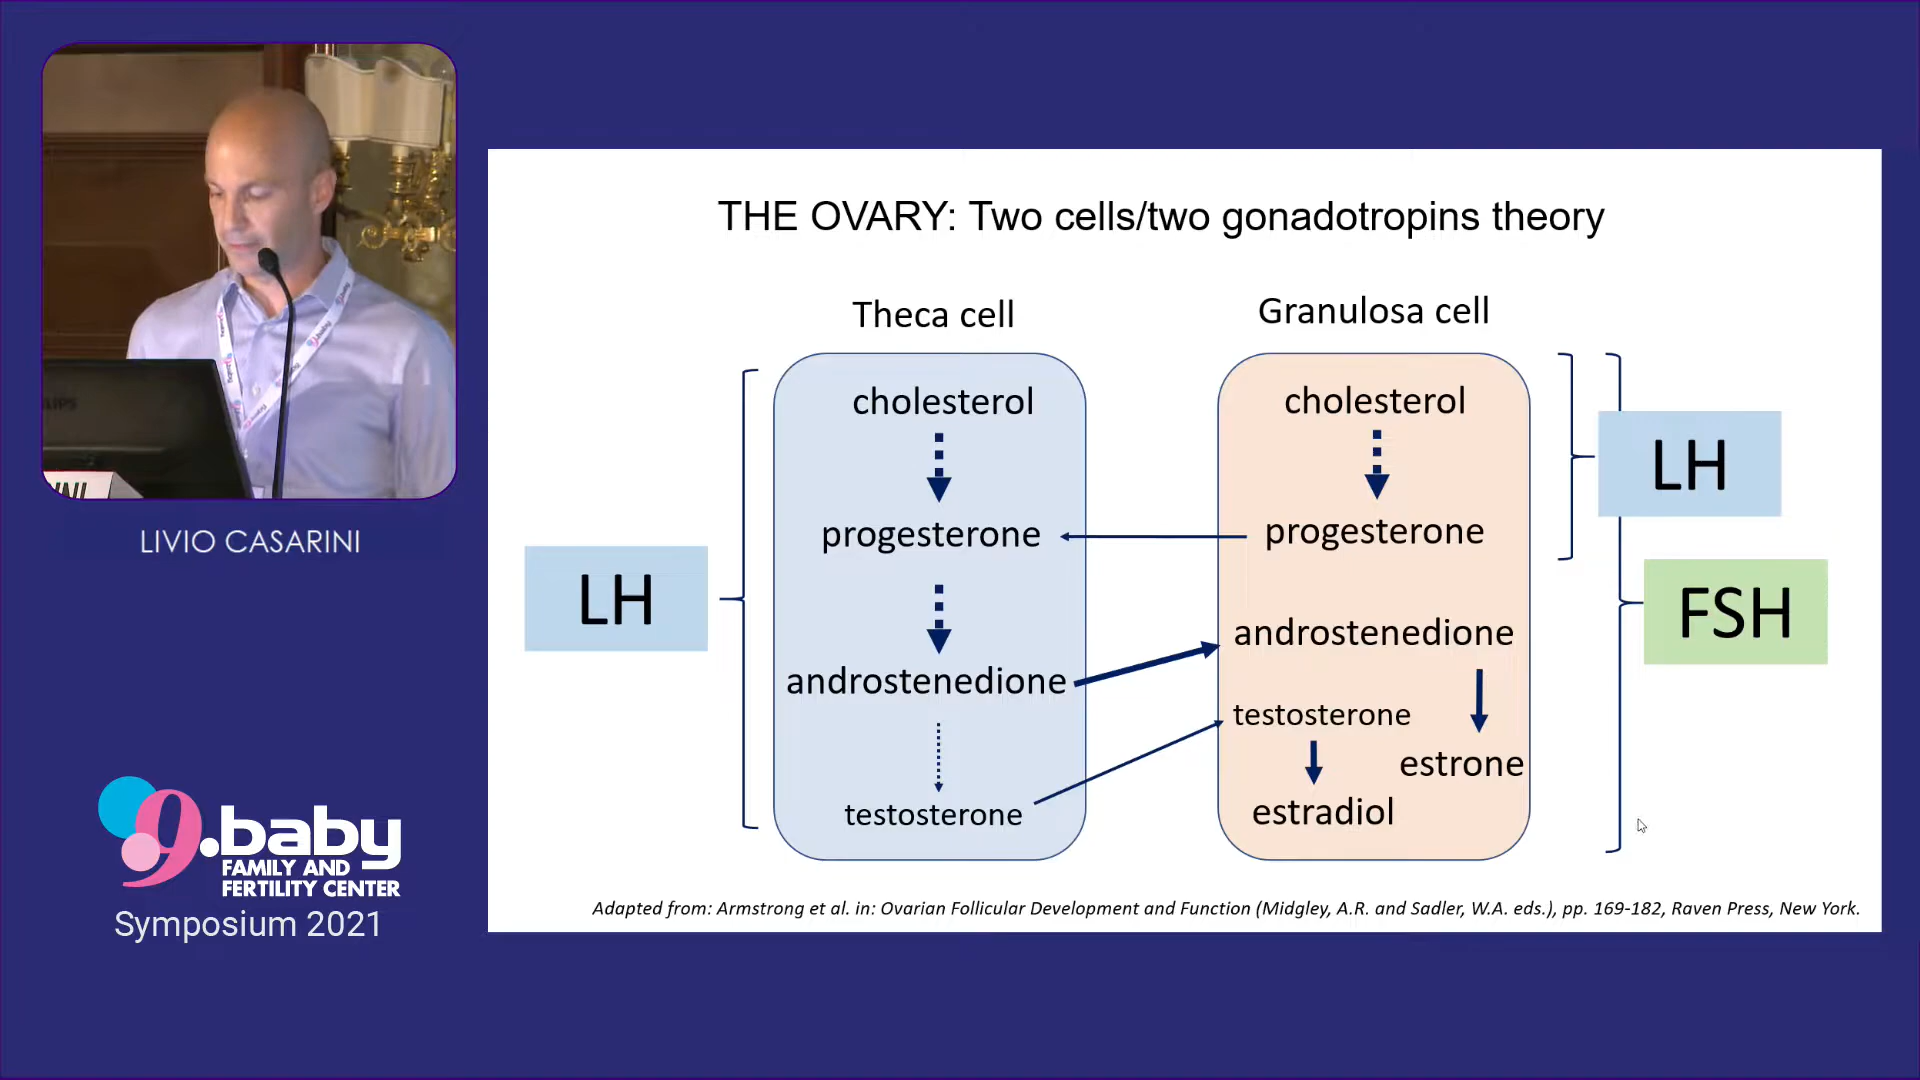 THE OVARY: Two cells/two gonadotropins theory
Theca cell
Granulosa cell
cholesterol
progesterone
androstenedione
testosterone
cholesterol
progesterone
androstenedione
testosterone
estrone
estradiol
LH
LH
FSH
Adapted from: Armstrong et al. in: Ovarian Follicular Development and Function (Midgley, A.R. and Sadler, W.A. eds.), pp. 169-182, Raven Press, New York.
LIVIO CASARINI
9.baby
FAMILY AND
FERTILITY CENTER
Symposium 2021